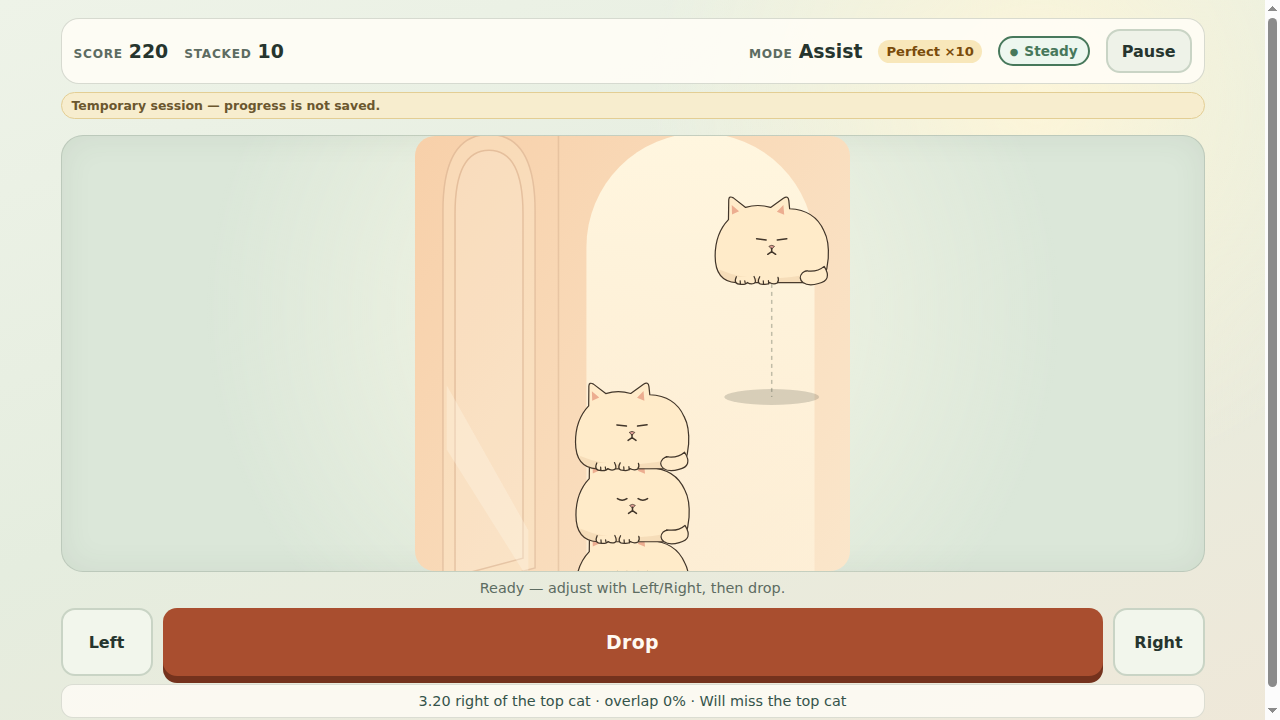 SCORE 220 STACKED 10 MODE Assist Perfect ×10 ● Steady Pause
Temporary session — progress is not saved.
Ready — adjust with Left/Right, then drop.
Left Drop Right
3.20 right of the top cat · overlap 0% · Will miss the top cat